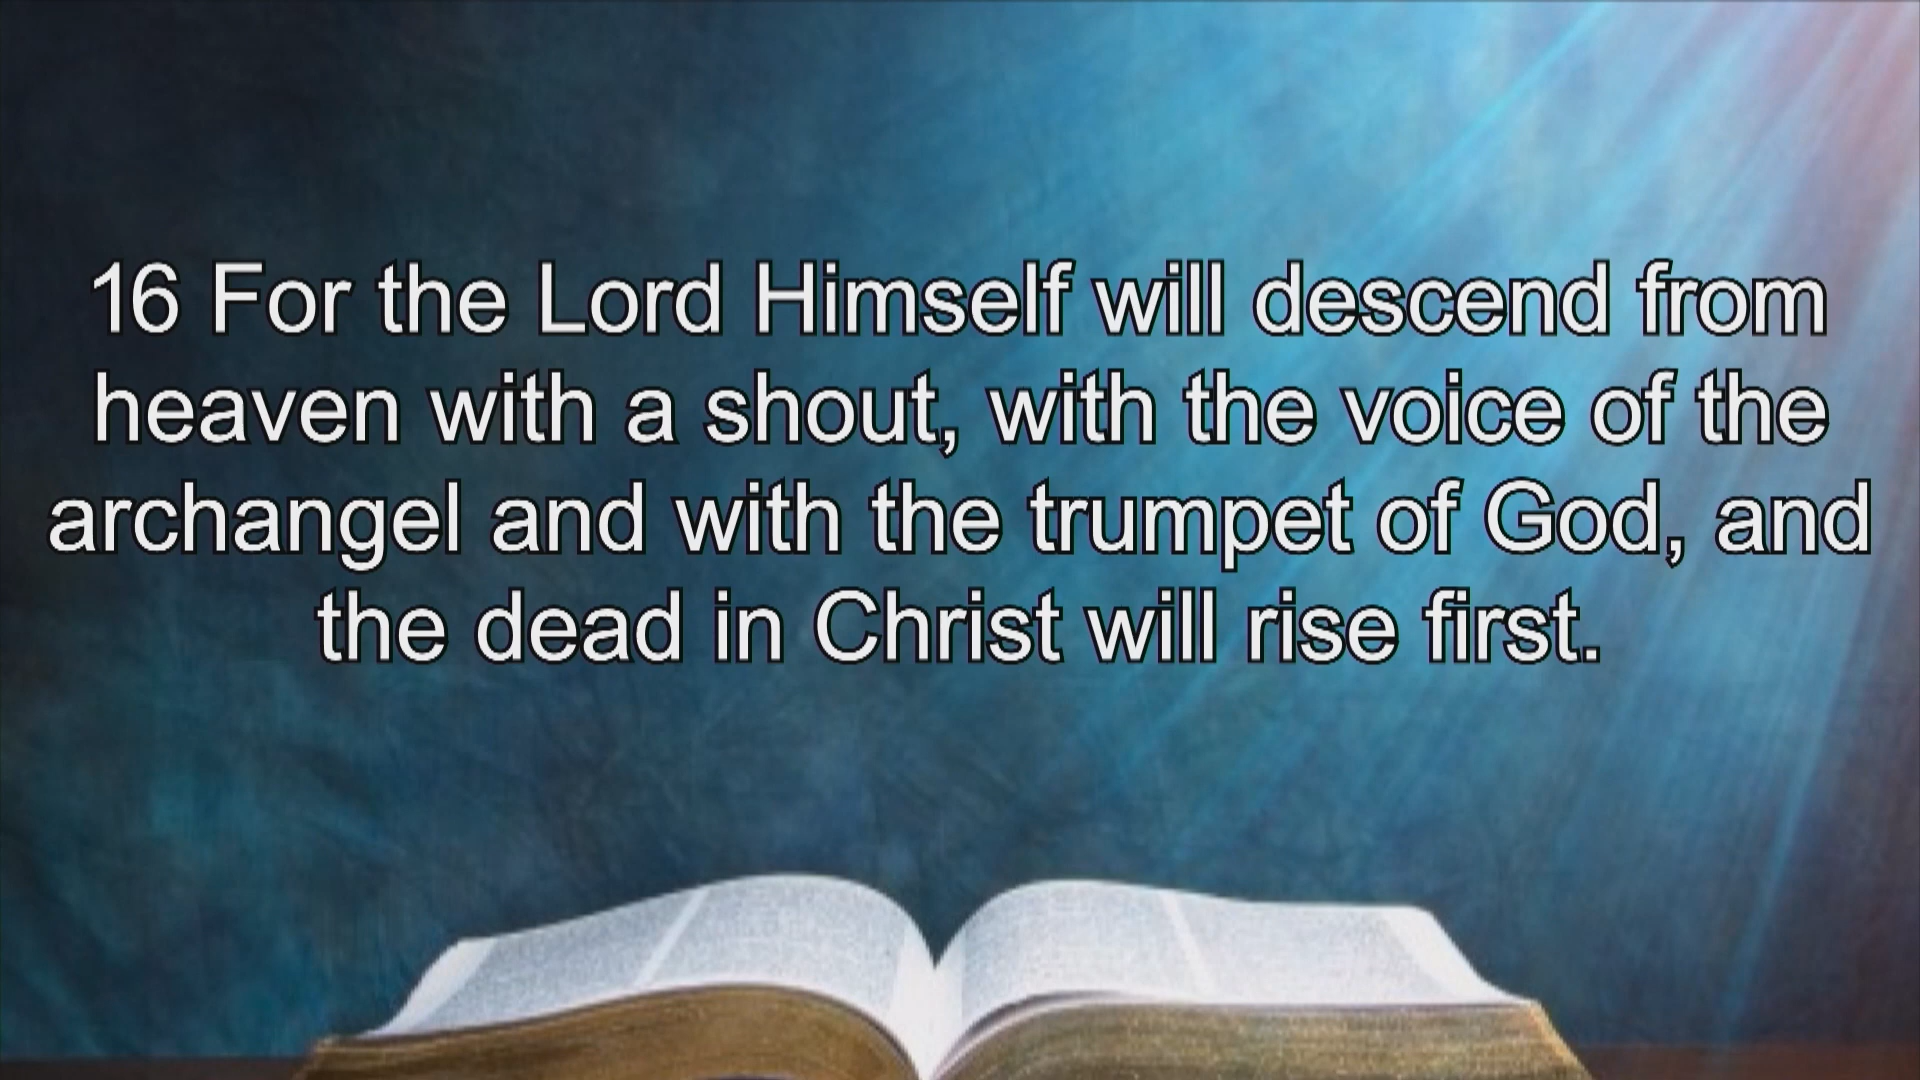 16 For the Lord Himself will descend from
heaven with a shout, with the voice of the
archangel and with the trumpet of God, and
the dead in Christ will rise first.